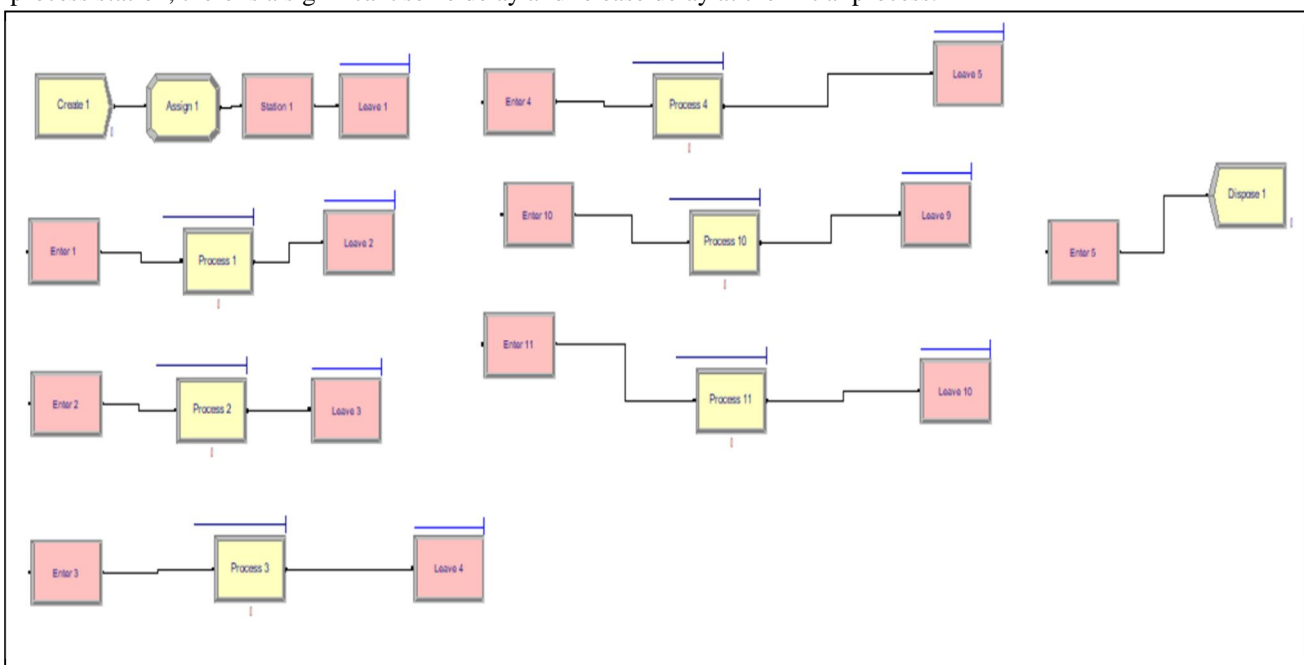 Create 1
Assign 1
Station 1
Leave 1
Enter 1
Process 1
Leave 2
Enter 2
Process 2
Leave 3
Enter 3
Process 3
Leave 4
Enter 4
Process 4
Leave 5
Enter 10
Process 10
Leave 9
Enter 11
Process 11
Leave 10
Enter 5
Dispose 1